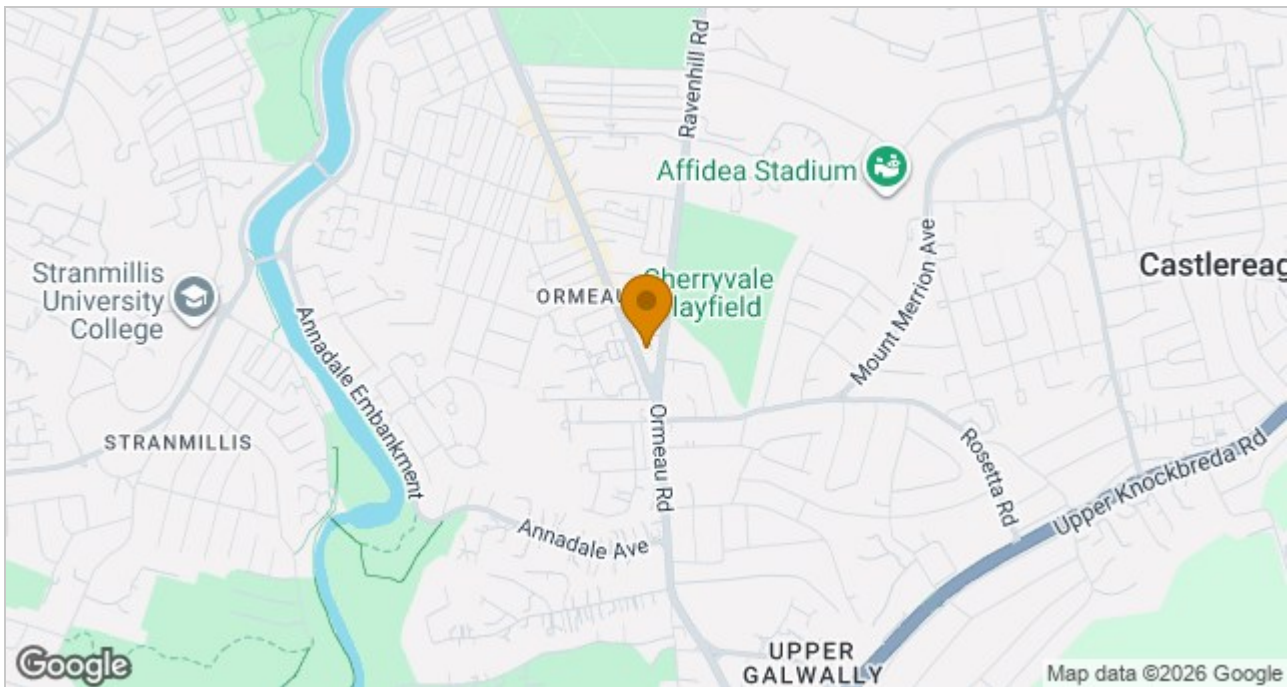 Ravenhill Rd
Affidea Stadium
Castlereag
Stranmillis
University
College
ORMEAU
Cherryvale
Playfield
Mount Merrion Ave
Annadale Embankment
STRANMILLIS
Ormeau Rd
Rosetta Rd
Upper Knockbreda Rd
Annadale Ave
UPPER
GALWALLY
Google
Map data ©2026 Google